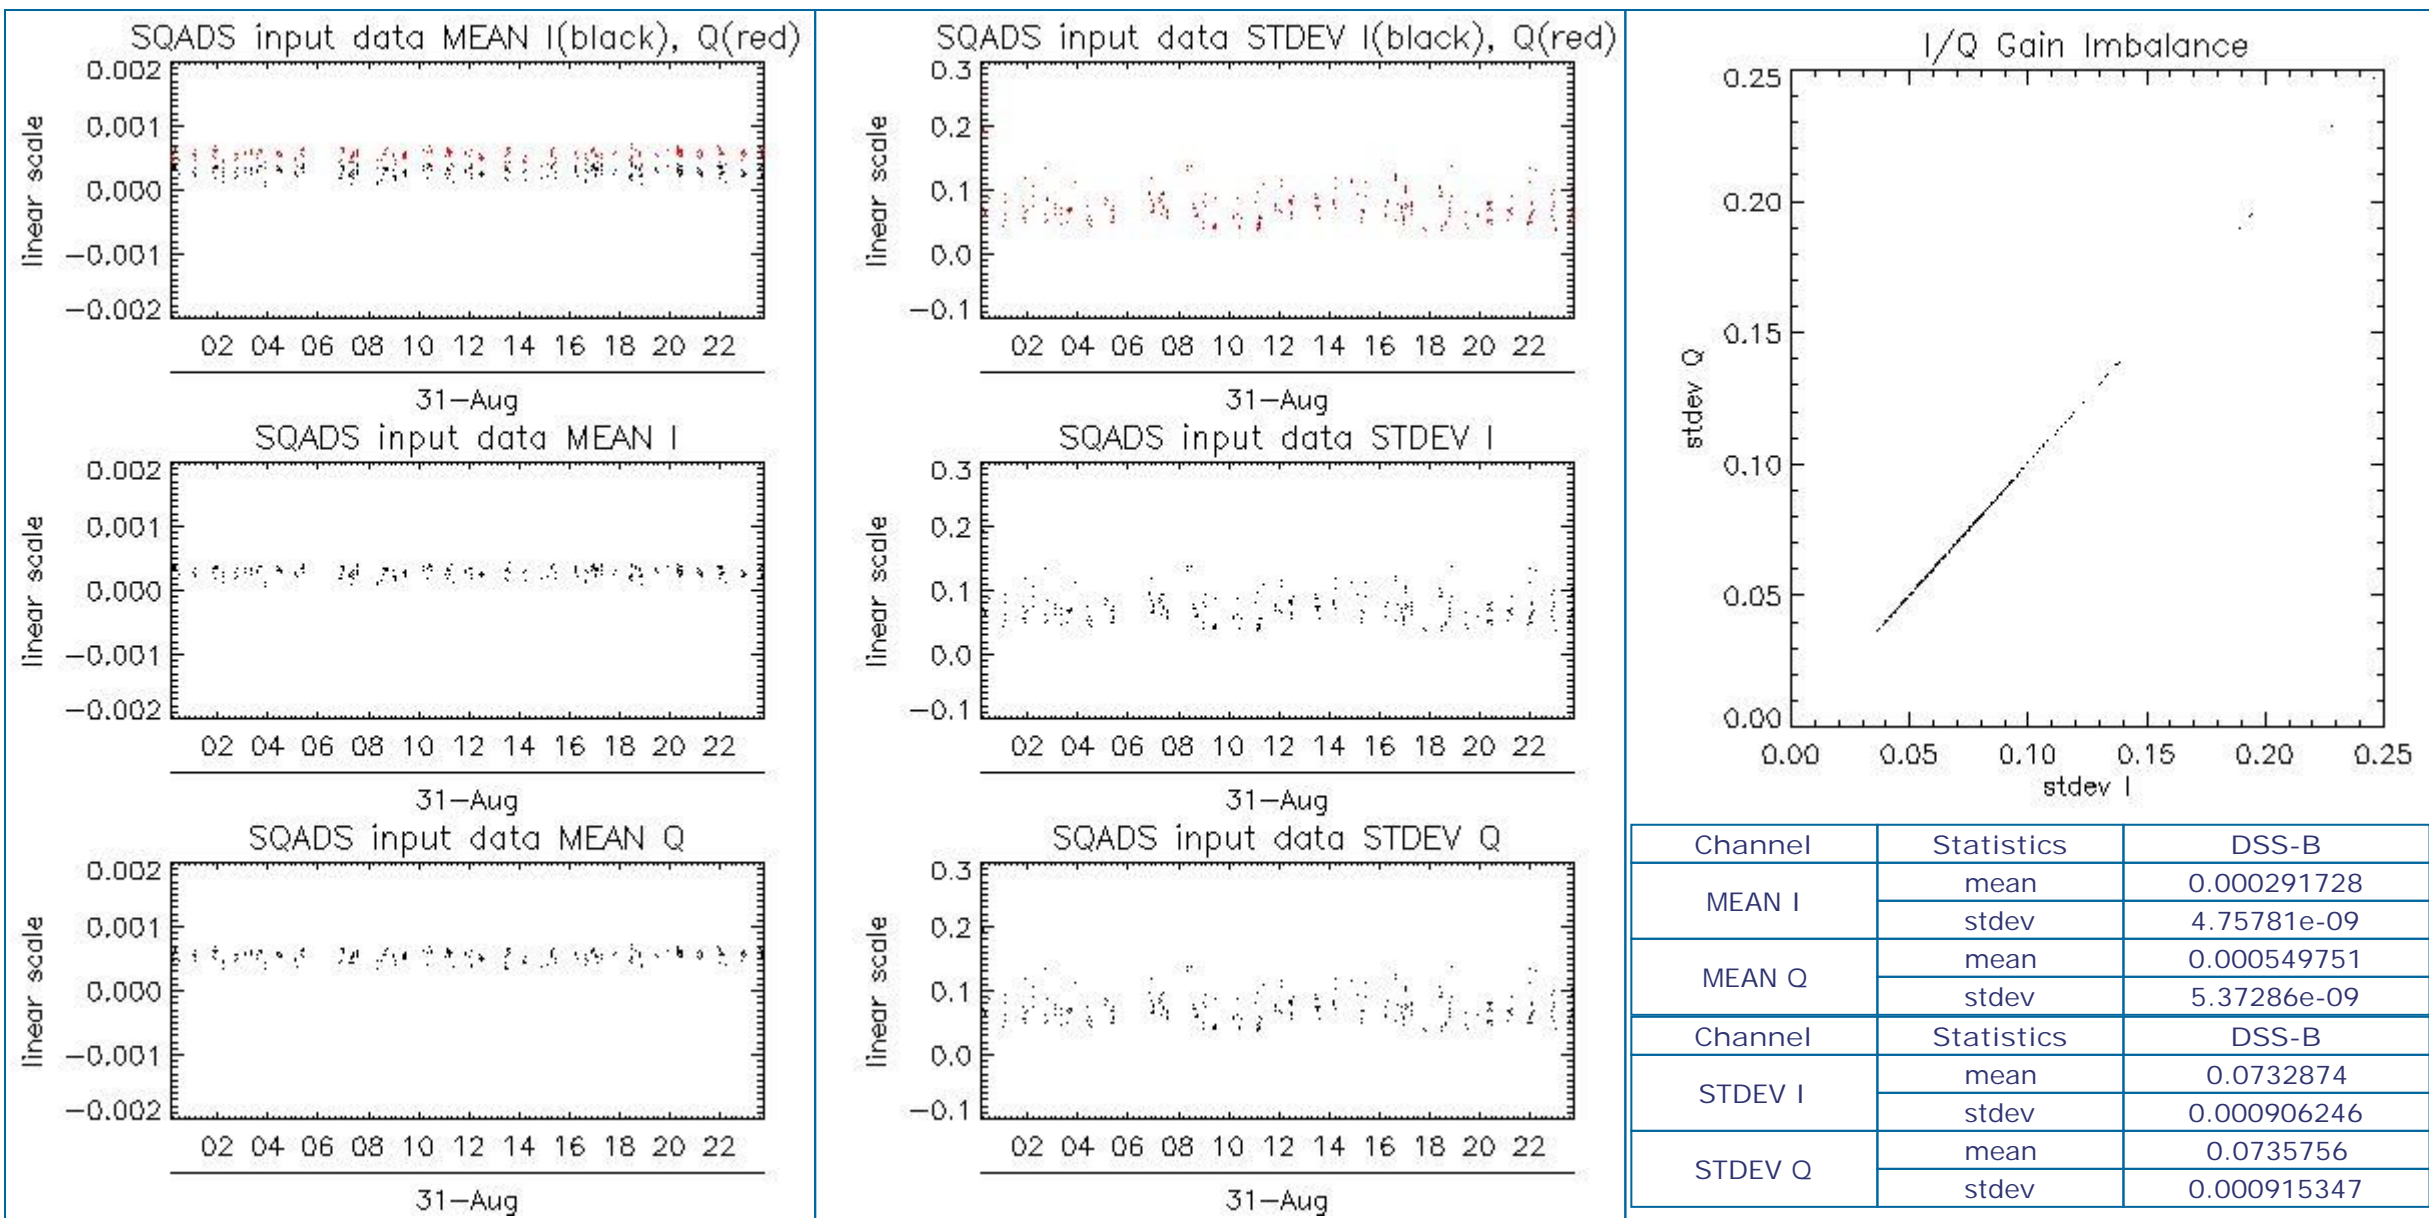 SQADS input data MEAN I(black), Q(red)
linear scale
0.002
0.001
0.000
−0.001
−0.002
02 04 06 08 10 12 14 16 18 20 22
31−Aug
SQADS input data MEAN I
linear scale
0.002
0.001
0.000
−0.001
−0.002
02 04 06 08 10 12 14 16 18 20 22
31−Aug
SQADS input data MEAN Q
linear scale
0.002
0.001
0.000
−0.001
−0.002
02 04 06 08 10 12 14 16 18 20 22
31−Aug
SQADS input data STDEV I(black), Q(red)
linear scale
0.3
0.2
0.1
0.0
−0.1
02 04 06 08 10 12 14 16 18 20 22
31−Aug
SQADS input data STDEV I
linear scale
0.3
0.2
0.1
0.0
−0.1
02 04 06 08 10 12 14 16 18 20 22
31−Aug
SQADS input data STDEV Q
linear scale
0.3
0.2
0.1
0.0
−0.1
02 04 06 08 10 12 14 16 18 20 22
31−Aug
I/Q Gain Imbalance
stdev Q
0.25
0.20
0.15
0.10
0.05
0.00
0.00 0.05 0.10 0.15 0.20 0.25
stdev I
Channel Statistics DSS-B
MEAN I
mean 0.000291728
stdev 4.75781e-09
MEAN Q
mean 0.000549751
stdev 5.37286e-09
Channel Statistics DSS-B
STDEV I
mean 0.0732874
stdev 0.000906246
STDEV Q
mean 0.0735756
stdev 0.000915347